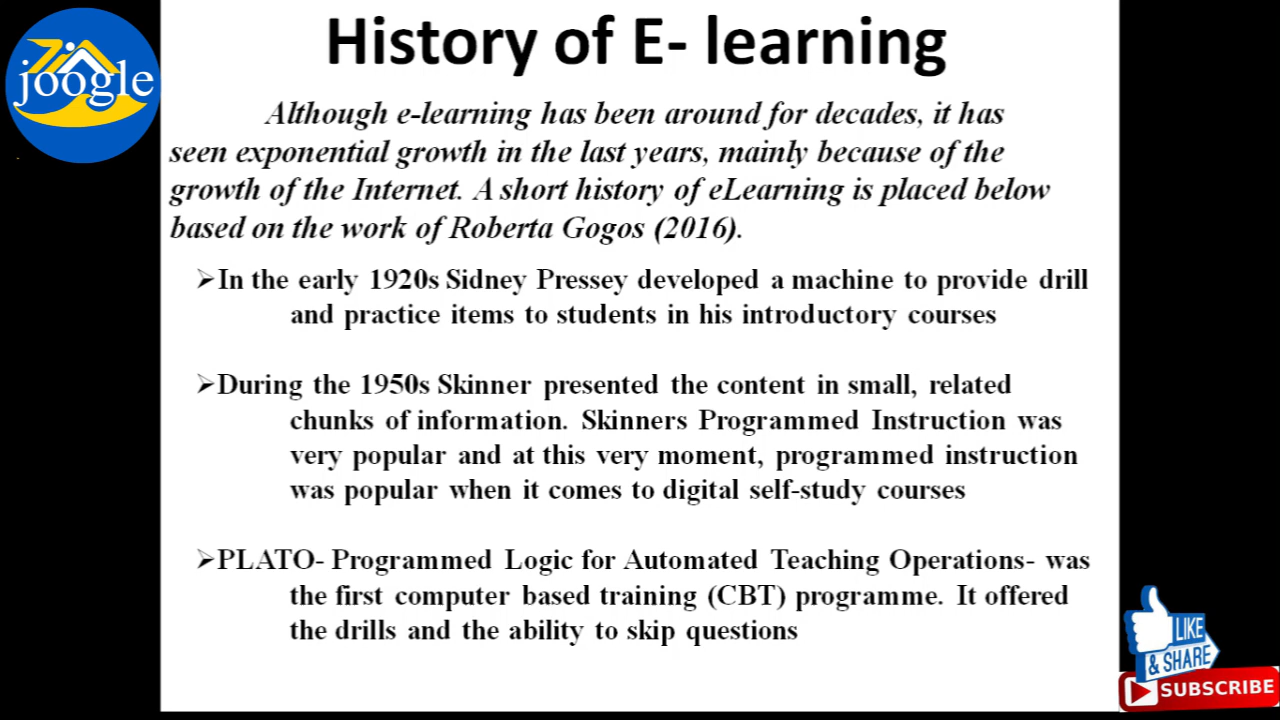 joogle
History of E- learning
Although e-learning has been around for decades, it has
seen exponential growth in the last years, mainly because of the
growth of the Internet. A short history of eLearning is placed below
based on the work of Roberta Gogos (2016).
➢In the early 1920s Sidney Pressey developed a machine to provide drill
and practice items to students in his introductory courses
➢During the 1950s Skinner presented the content in small, related
chunks of information. Skinners Programmed Instruction was
very popular and at this very moment, programmed instruction
was popular when it comes to digital self-study courses
➢PLATO- Programmed Logic for Automated Teaching Operations- was
the first computer based training (CBT) programme. It offered
the drills and the ability to skip questions
LIKE
& SHARE
SUBSCRIBE